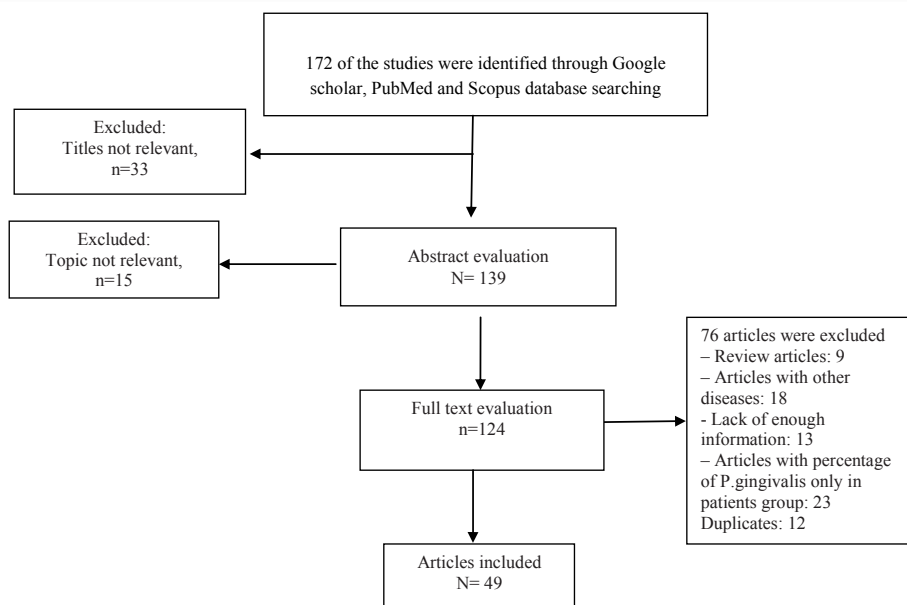 172 of the studies were identified through Google
scholar, PubMed and Scopus database searching
Excluded:
Titles not relevant,
n=33
Excluded:
Topic not relevant,
n=15
Abstract evaluation
N= 139
76 articles were excluded
– Review articles: 9
– Articles with other
diseases: 18
- Lack of enough
information: 13
– Articles with percentage
of P.gingivalis only in
patients group: 23
Duplicates: 12
Full text evaluation
n=124
Articles included
N= 49